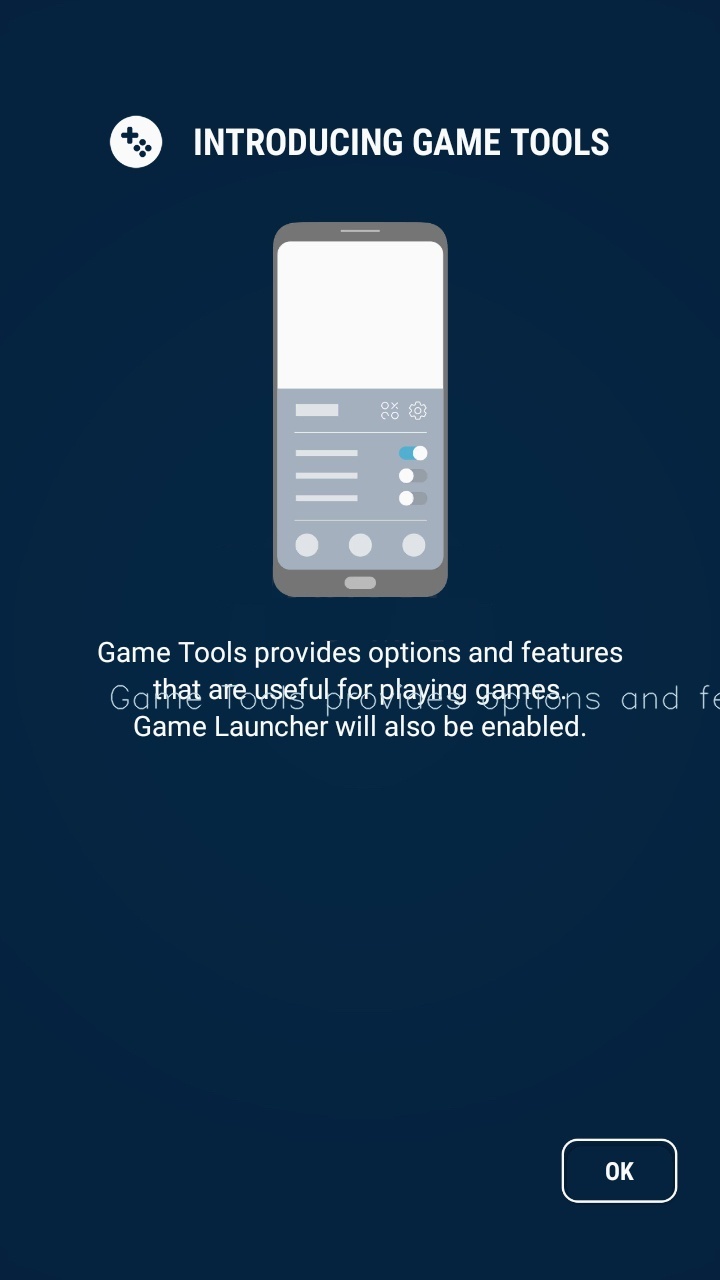 INTRODUCING GAME TOOLS
Game Tools provides options and features
that are useful for playing games.
Game Tools provides options and fe
Game Launcher will also be enabled.
OK